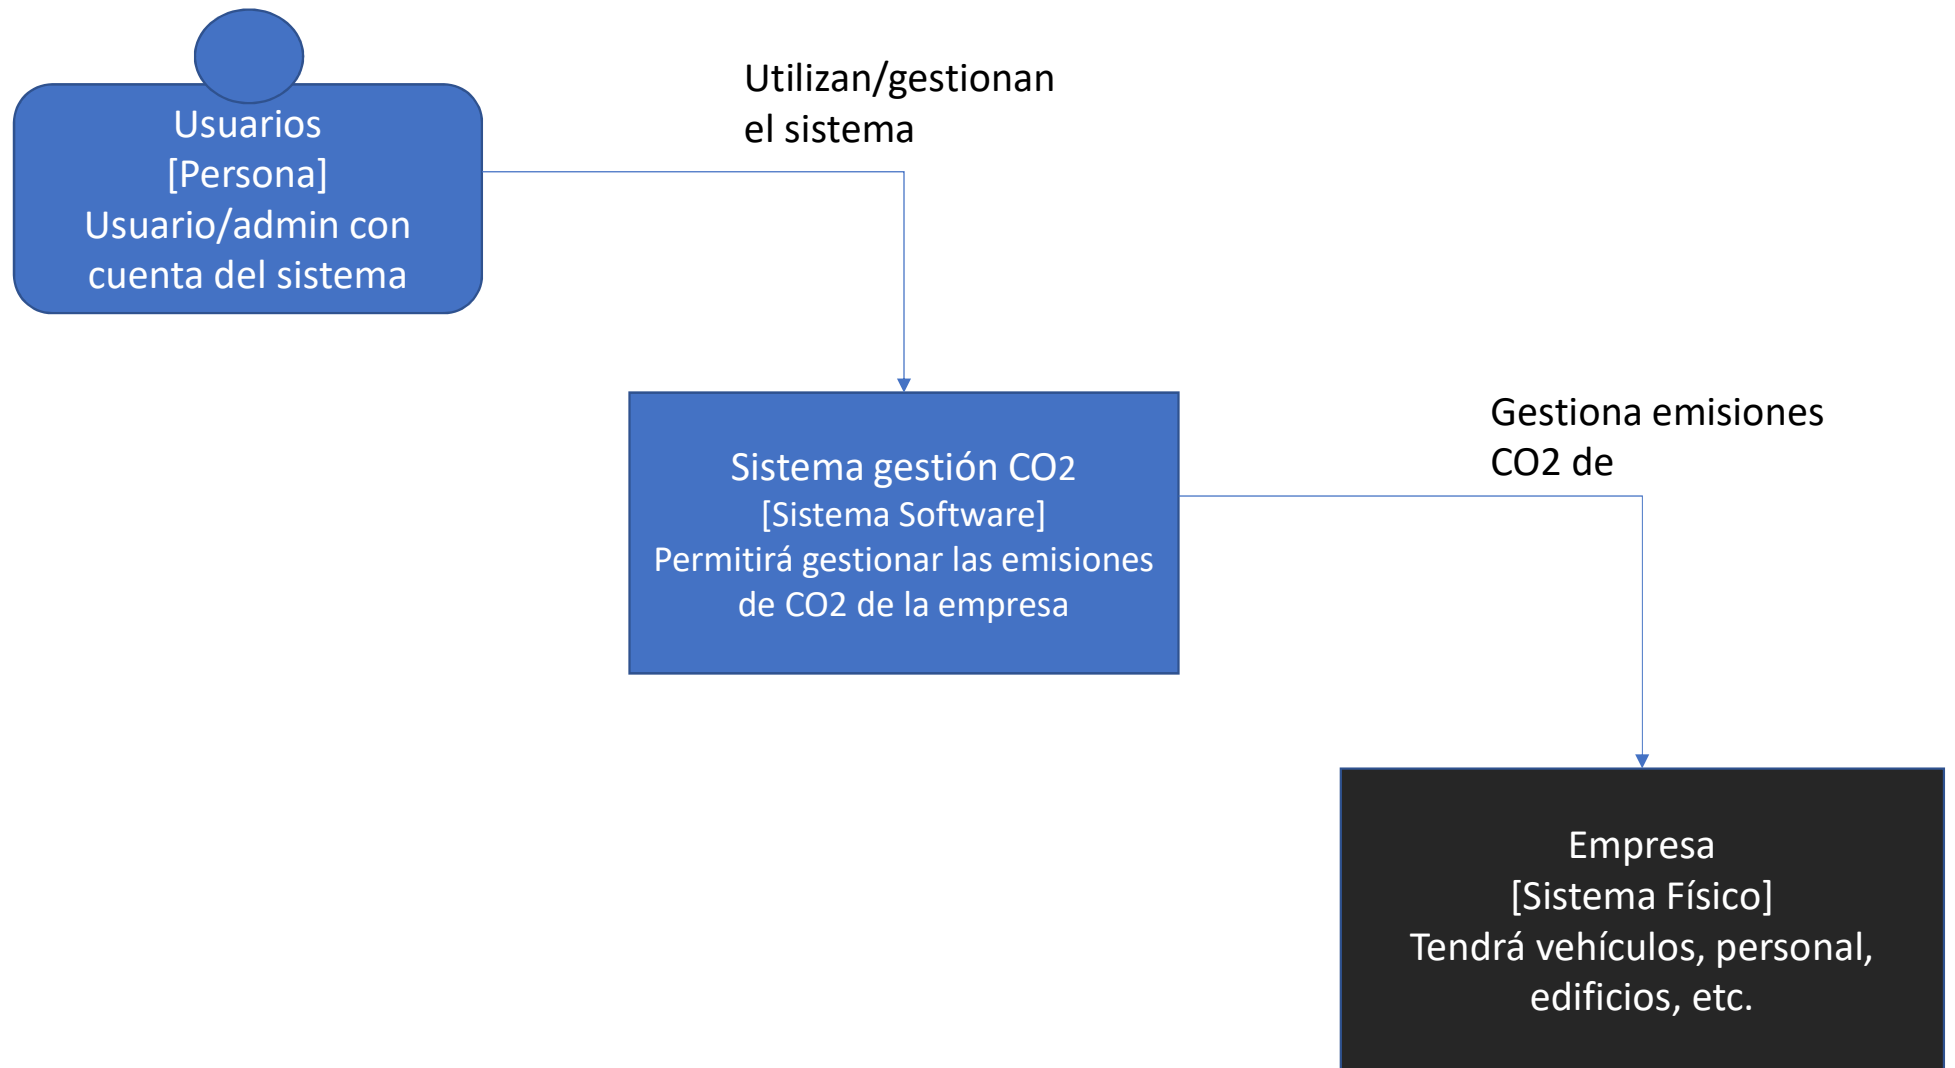 Usuarios
[Persona]
Usuario/admin con
cuenta del sistema
Utilizan/gestionan
el sistema
Sistema gestión CO2
[Sistema Software]
Permitirá gestionar las emisiones
de CO2 de la empresa
Gestiona emisiones
CO2 de
Empresa
[Sistema Físico]
Tendrá vehículos, personal,
edificios, etc.